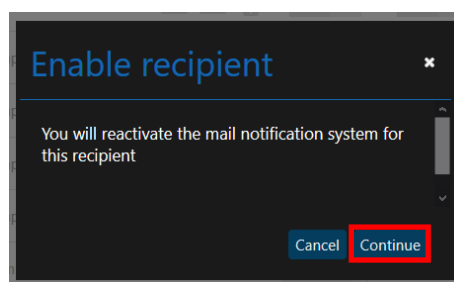 Enable recipient
You will reactivate the mail notification system for
this recipient
Cancel Continue